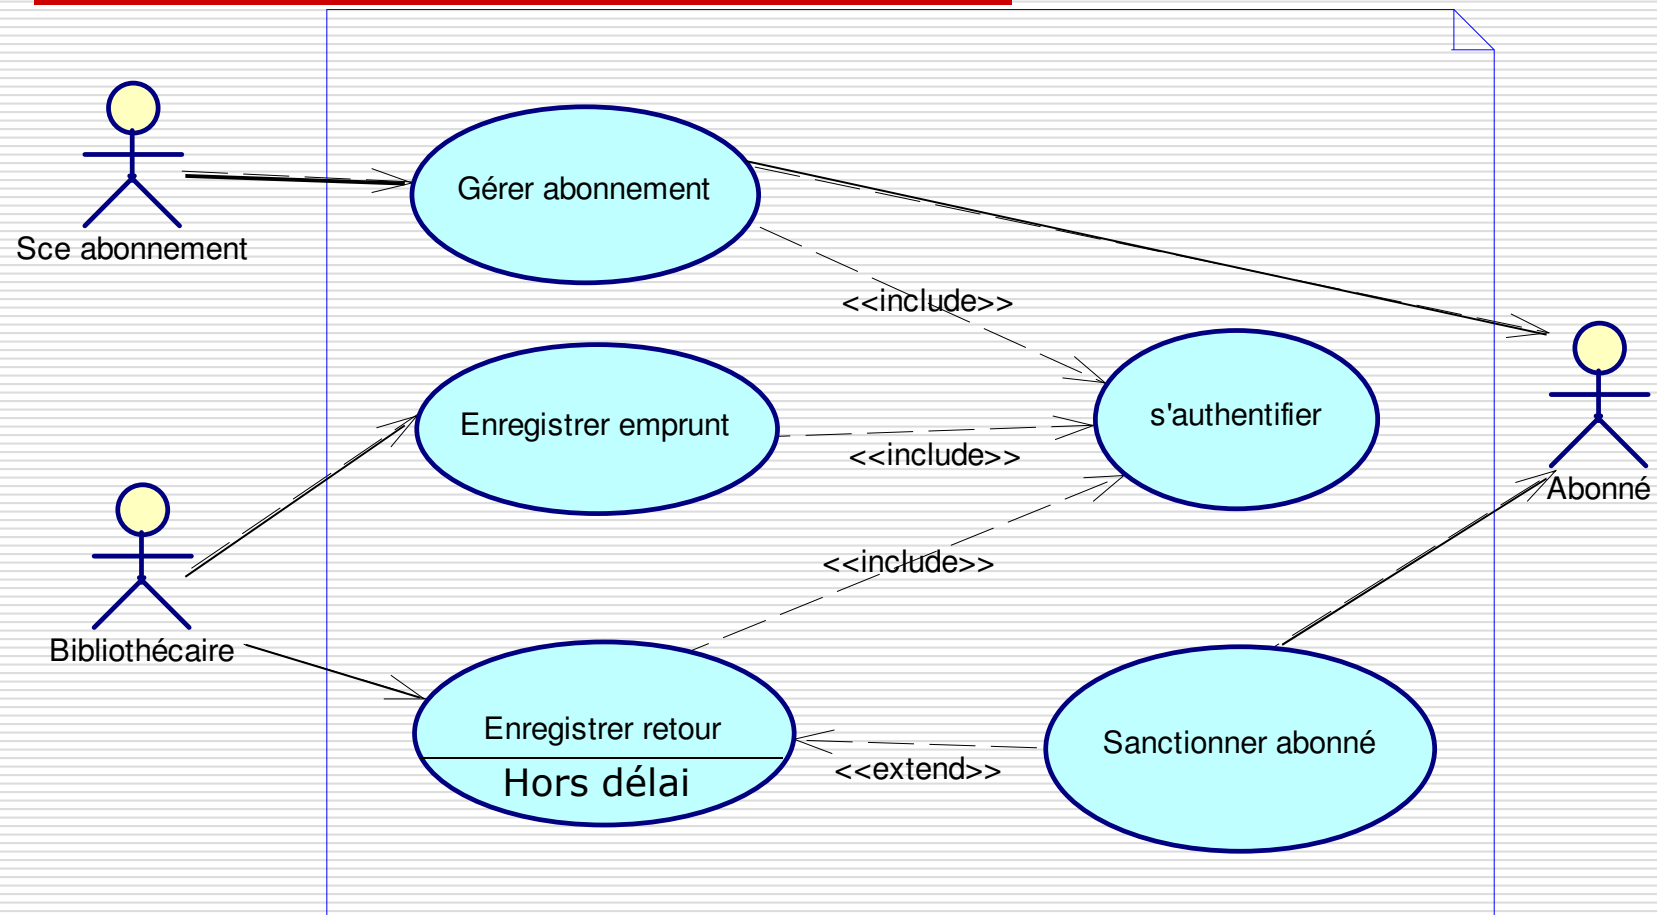 Gérer abonnement
Sce abonnement
<<include>>
s'authentifier
Enregistrer emprunt
<<include>>
Abonné
<<include>>
Bibliothécaire
Enregistrer retour
Hors délai
<<extend>>
Sanctionner abonné